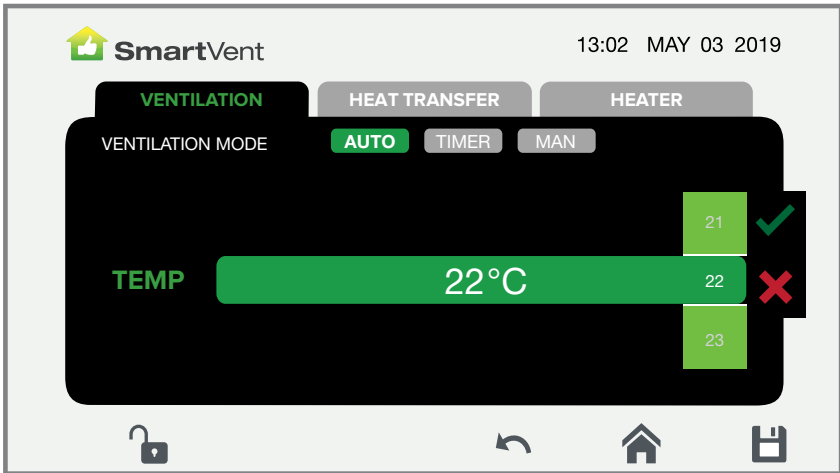 SmartVent
13:02 MAY 03 2019
VENTILATION HEAT TRANSFER HEATER
VENTILATION MODE AUTO TIMER MAN
21
TEMP 22°C 22
23